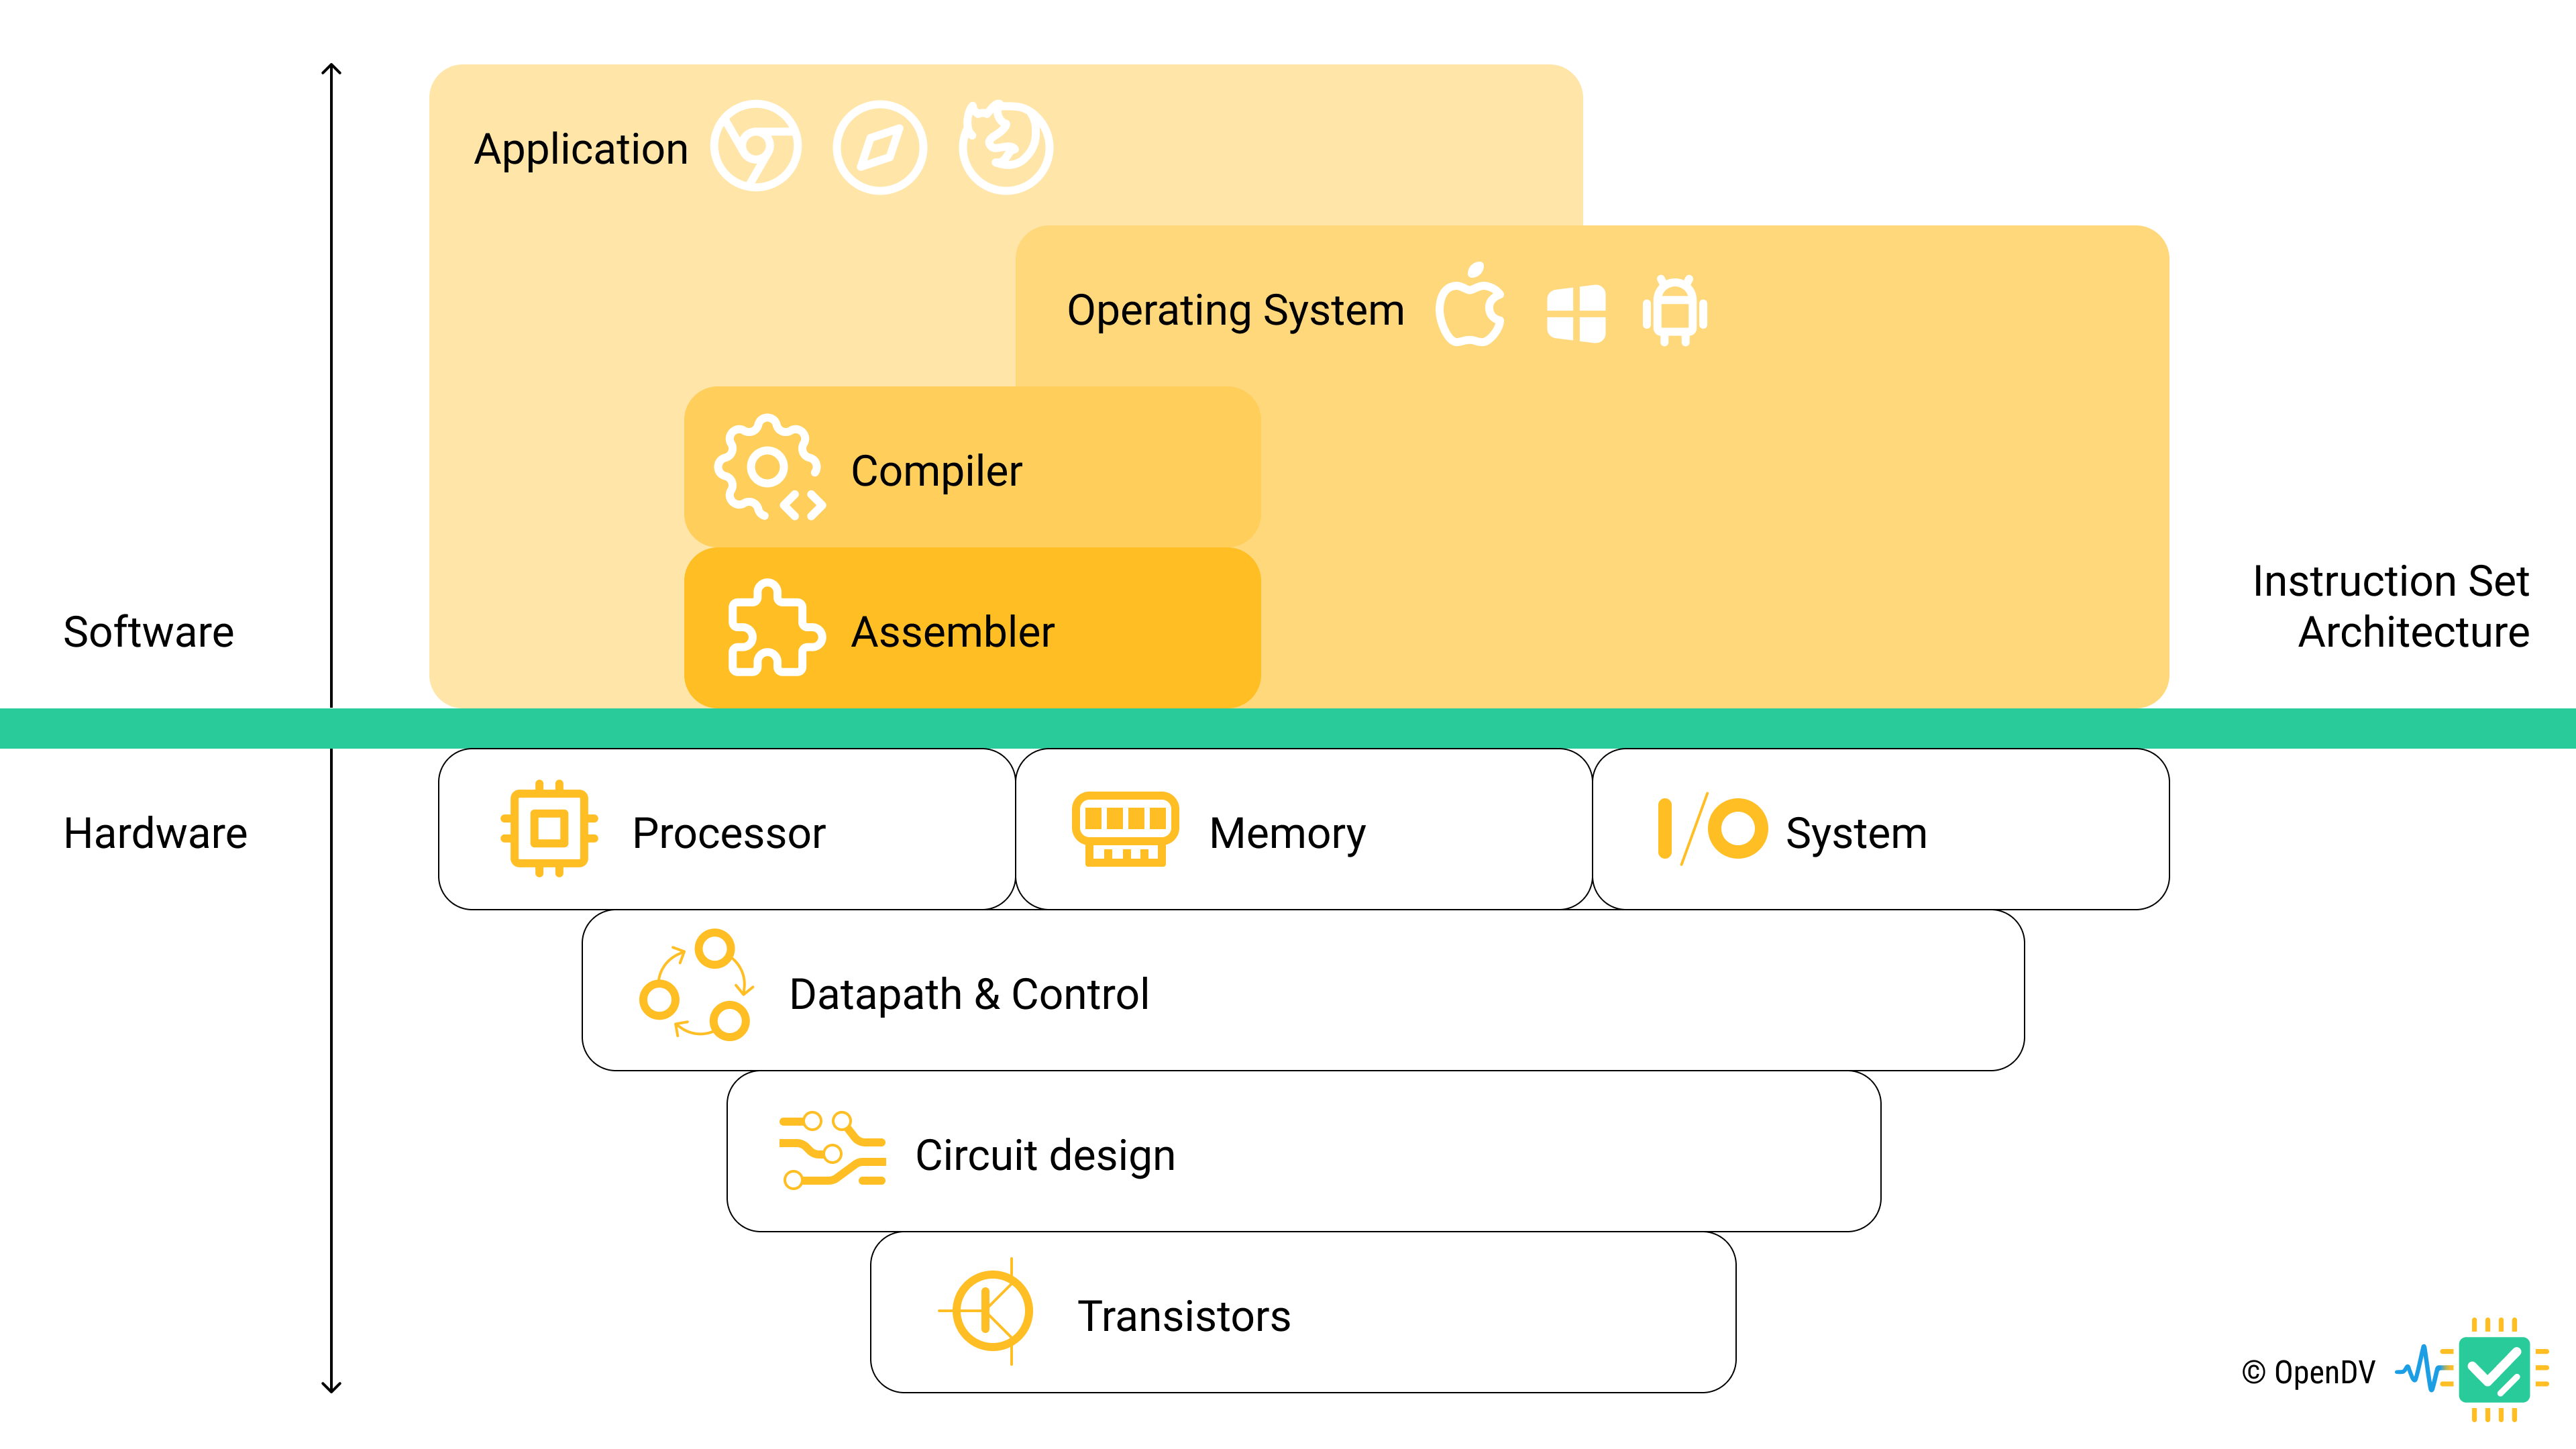 Application
Operating System
Compiler
Instruction Set
Architecture
Software
Assembler
Hardware
Processor
Memory
I/O System
Datapath & Control
Circuit design
Transistors
© OpenDV